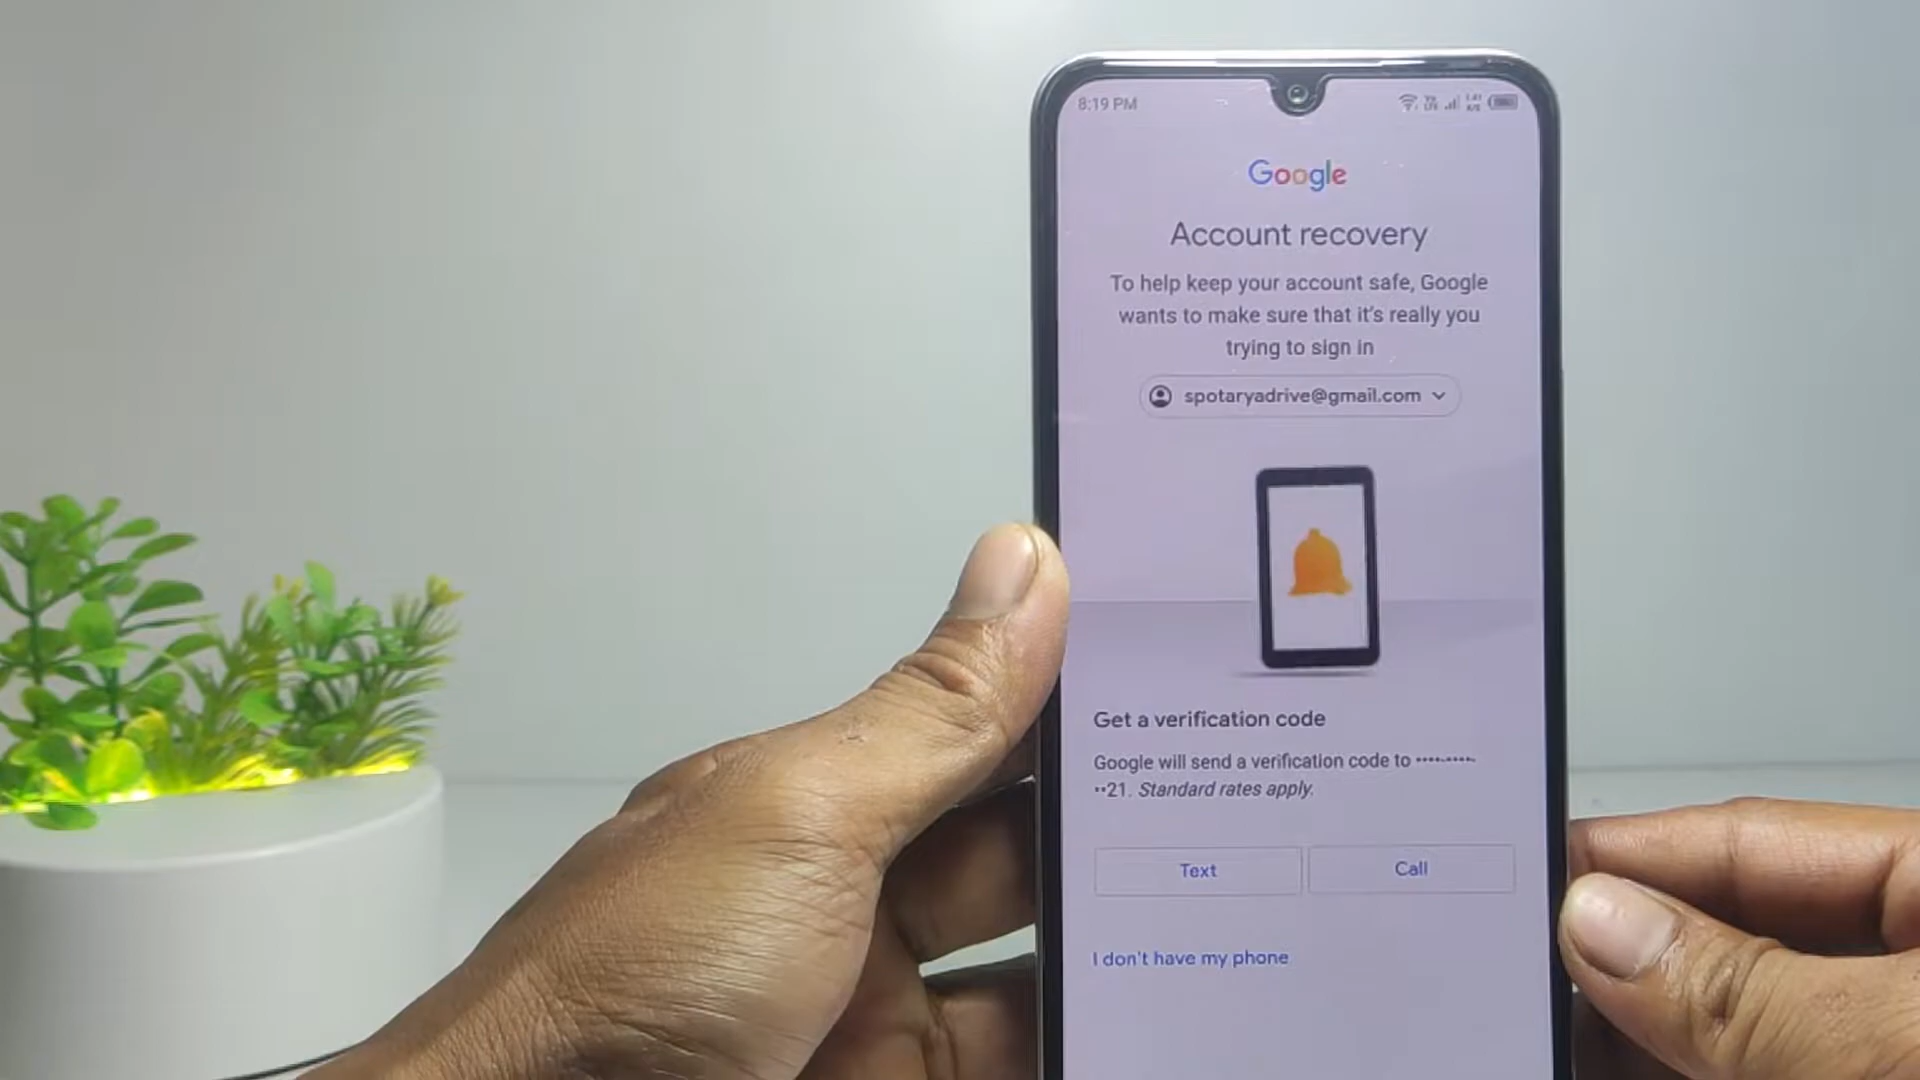 8:19 PM
Google
Account recovery
To help keep your account safe, Google
wants to make sure that it's really you
trying to sign in
spotaryadrive@gmail.com
Get a verification code
Google will send a verification code to •••• ••••
••21. Standard rates apply.
Text Call
I don't have my phone